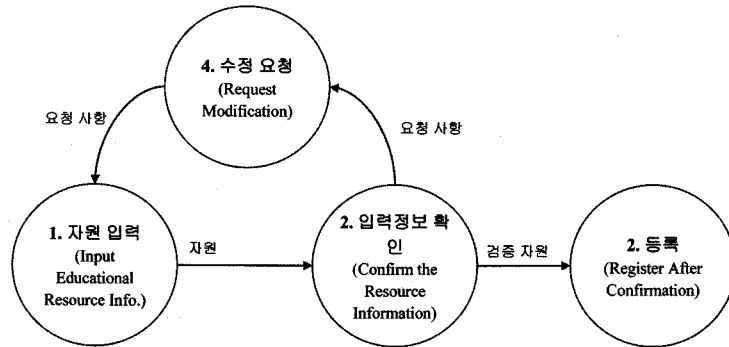 4. 수정 요청
(Request
Modification)
요청 사항
요청 사항
1. 자원 입력
(Input
Educational
Resource Info.)
자원
2. 입력정보 확
인
(Confirm the
Resource
Information)
검증 자원
2. 등록
(Register After
Confirmation)